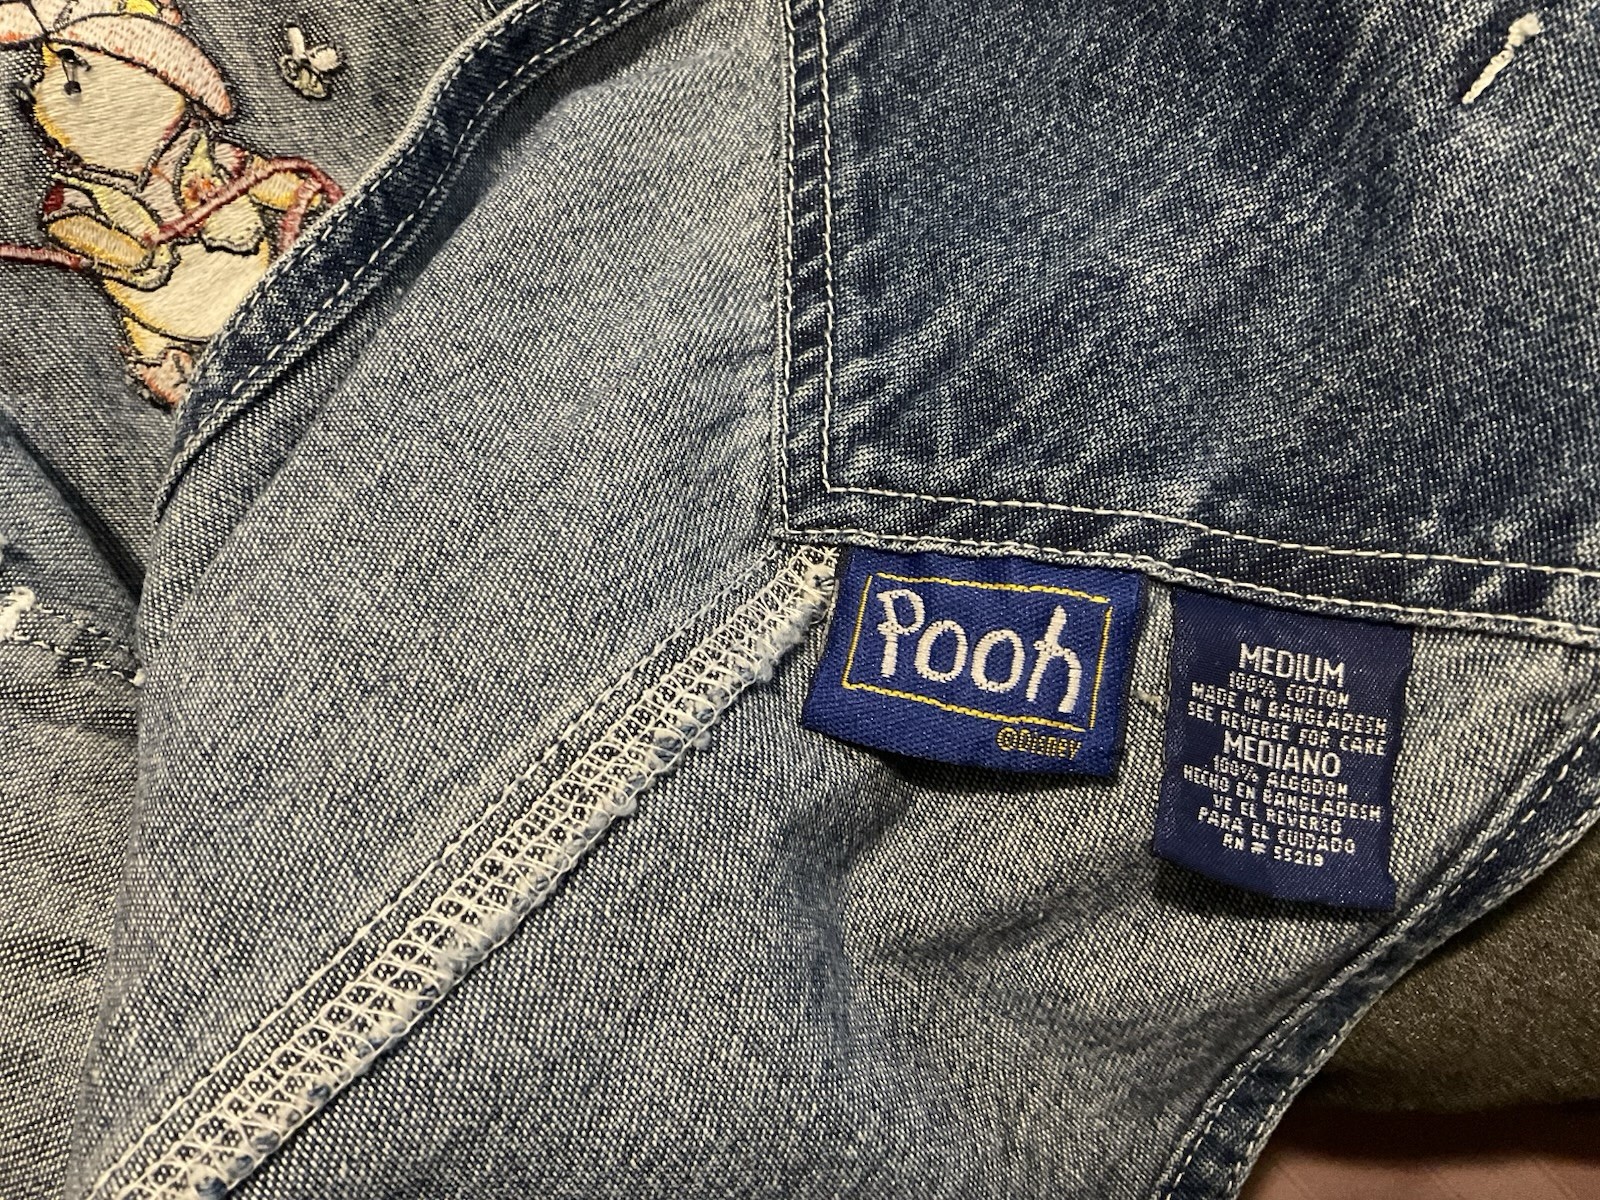 Pooh
©Disney
MEDIUM
100% COTTON
MADE IN BANGLADESH
SEE REVERSE FOR CARE
MEDIANO
100% ALGODON
HECHO EN BANGLADESH
VE EL REVERSO
PARA EL CUIDADO
RN # 55219